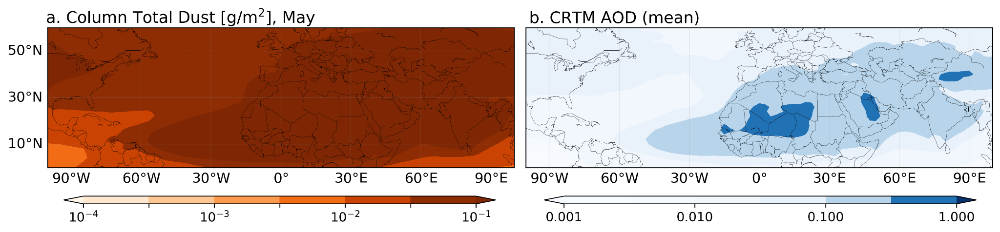 a. Column Total Dust [g/m²], May
b. CRTM AOD (mean)
50°N
30°N
10°N
90°W 60°W 30°W 0° 30°E 60°E 90°E
90°W 60°W 30°W 0° 30°E 60°E 90°E
10⁻⁴ 10⁻³ 10⁻² 10⁻¹
0.001 0.010 0.100 1.000